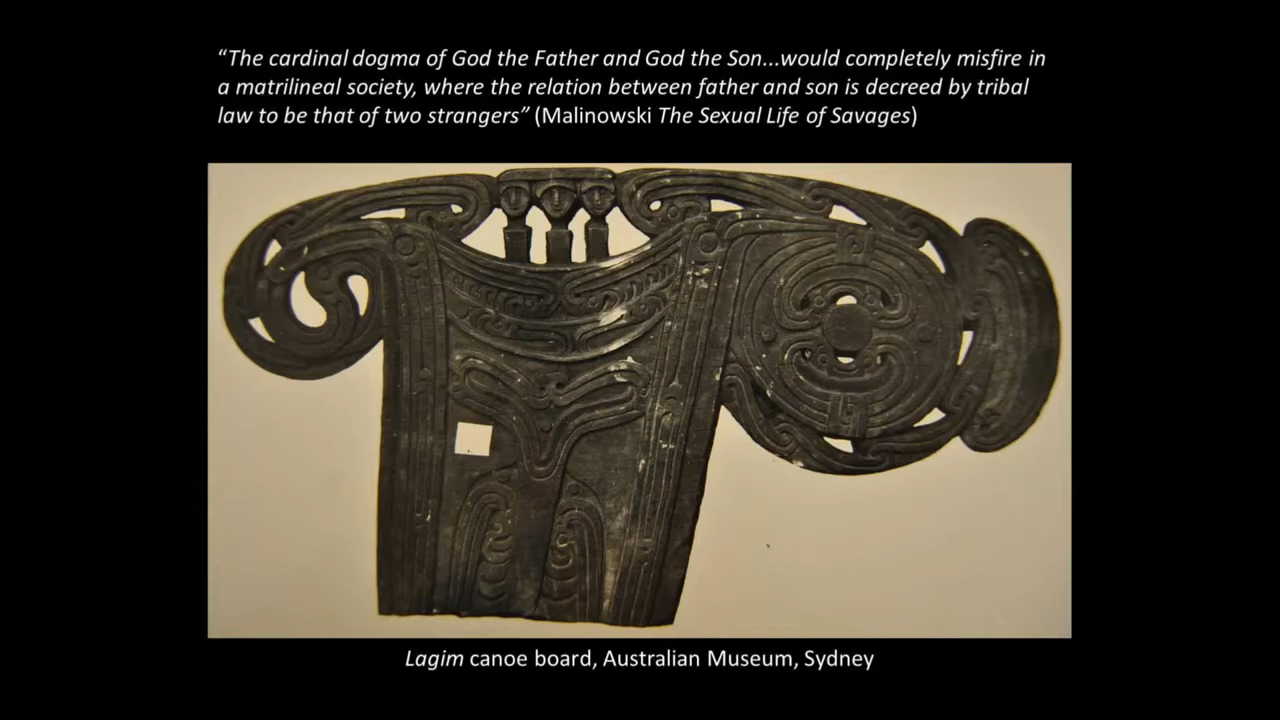 “The cardinal dogma of God the Father and God the Son...would completely misfire in
a matrilineal society, where the relation between father and son is decreed by tribal
law to be that of two strangers” (Malinowski The Sexual Life of Savages)
Lagim canoe board, Australian Museum, Sydney